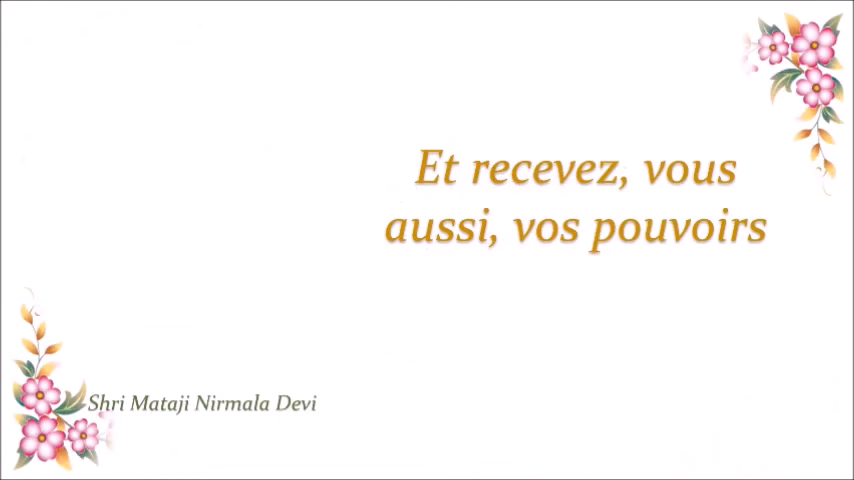 Et recevez, vous
aussi, vos pouvoirs
Shri Mataji Nirmala Devi